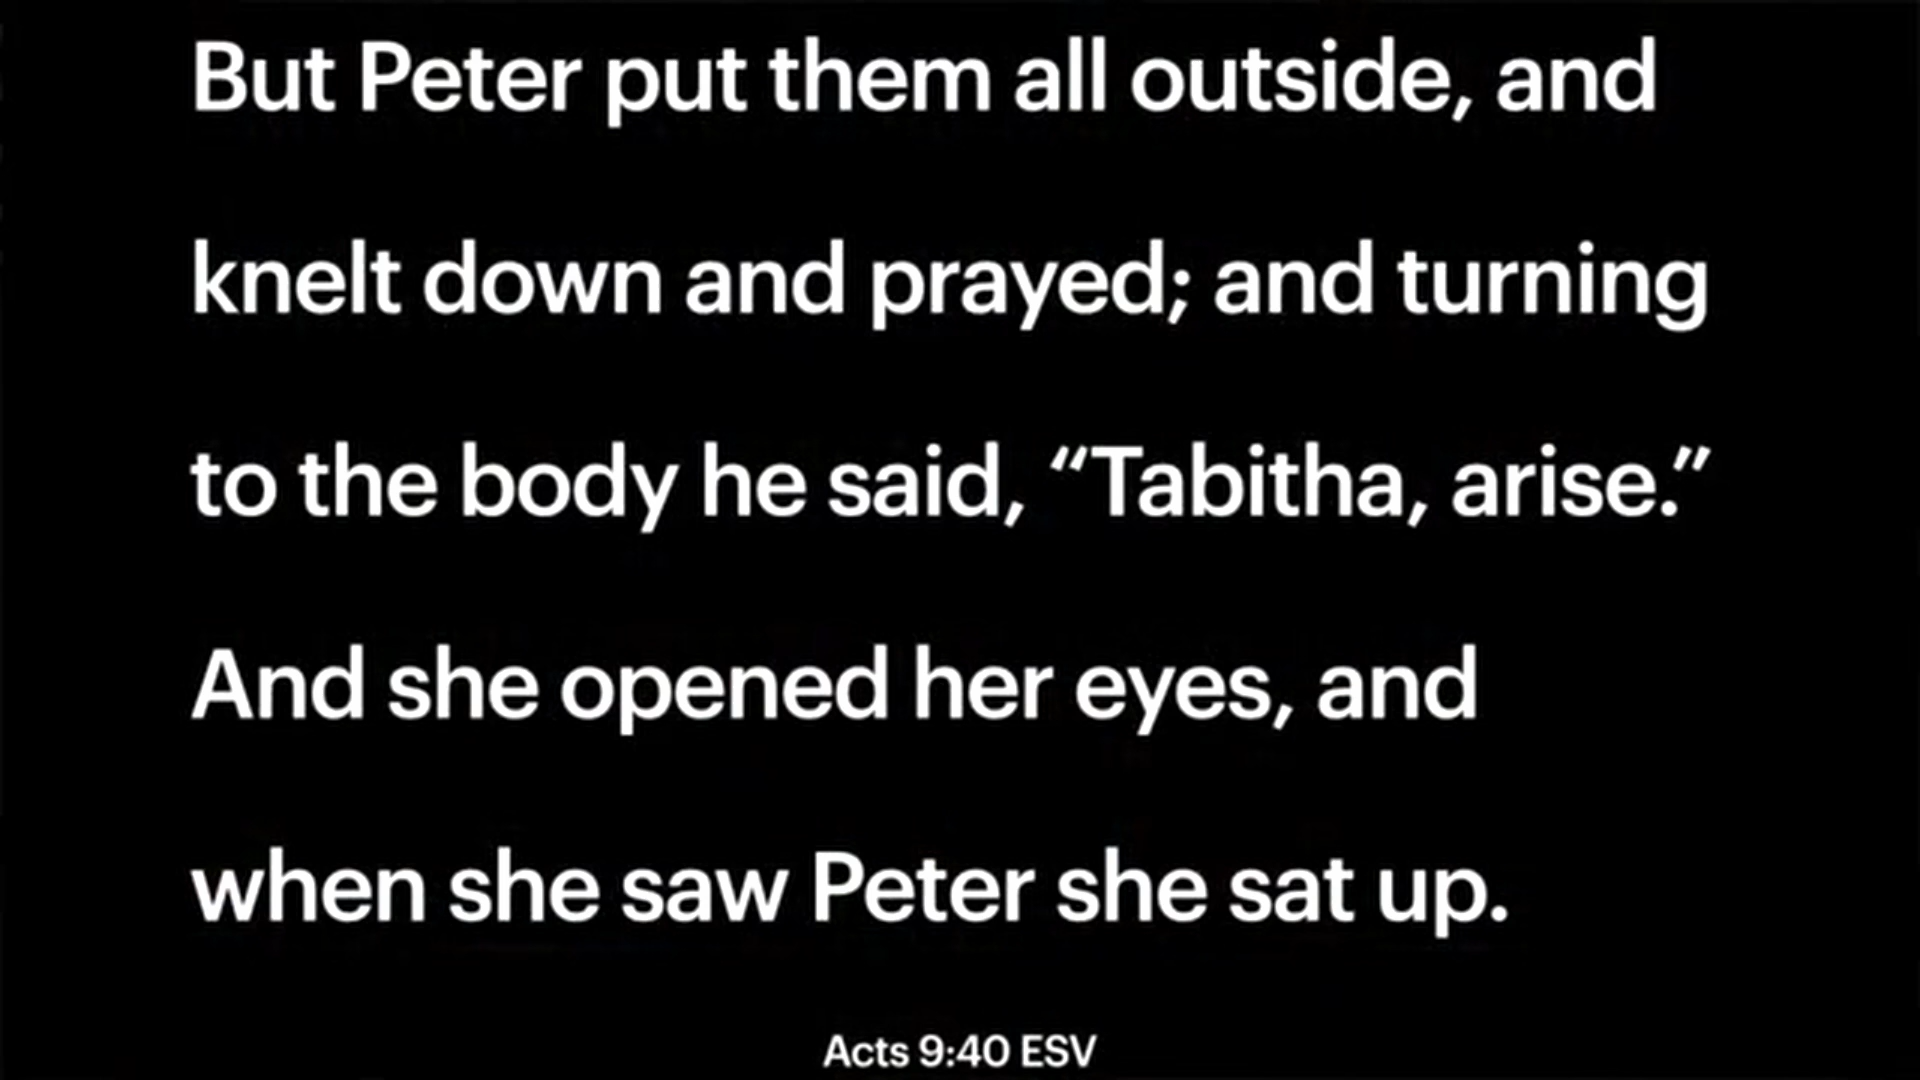 But Peter put them all outside, and
knelt down and prayed; and turning
to the body he said, “Tabitha, arise.”
And she opened her eyes, and
when she saw Peter she sat up.
Acts 9:40 ESV